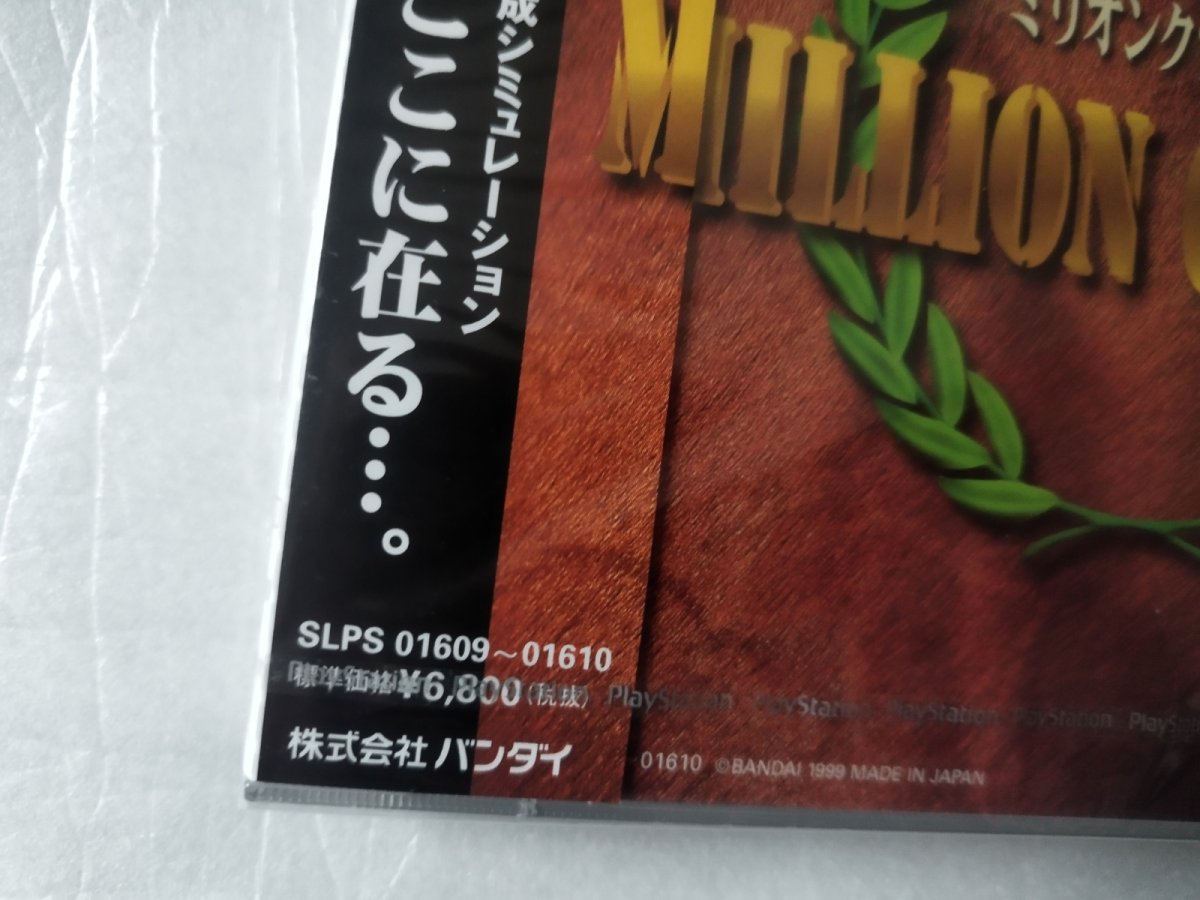 ミリオンク
MILLION
成シミュレーション
ここに在る…。
SLPS 01609～01610
標準価格¥6,800(税抜)
PlayStation PlayStation PlayStation PlayStation
株式会社 バンダイ
01610 ©BANDAI 1999 MADE IN JAPAN